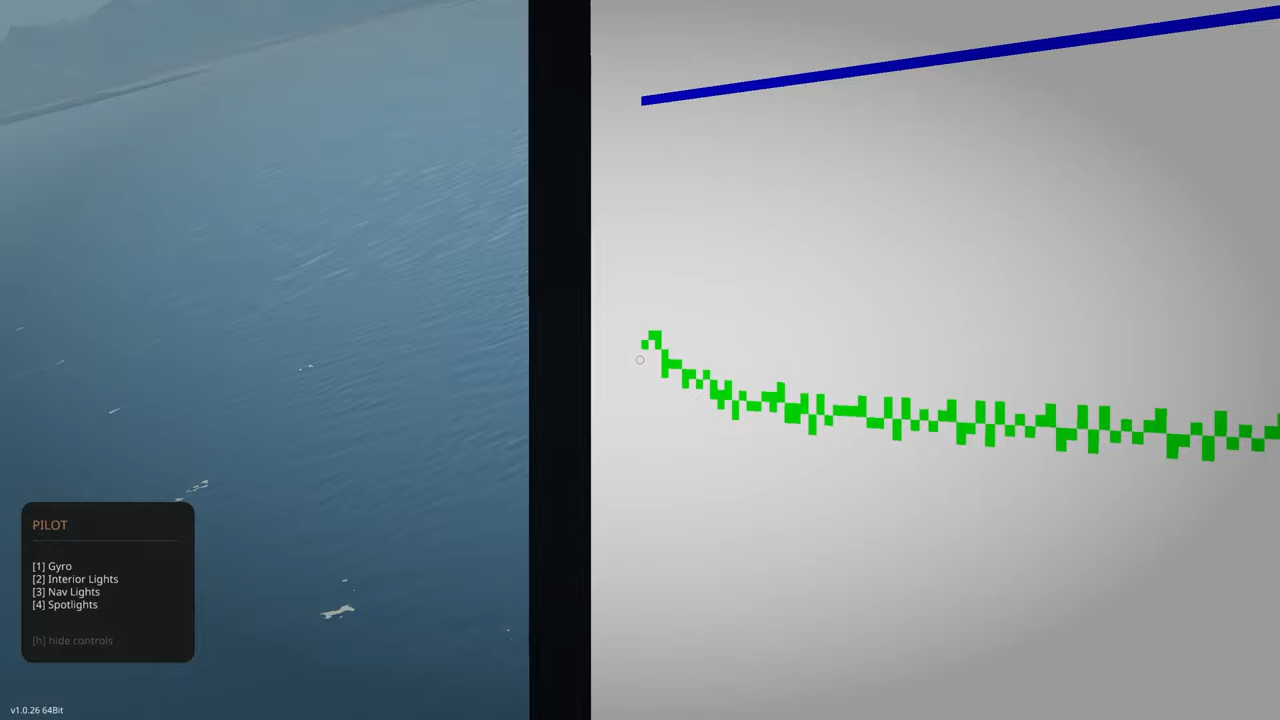 PILOT
[1] Gyro
[2] Interior Lights
[3] Nav Lights
[4] Spotlights
[h] hide controls
v1.0.26 64Bit